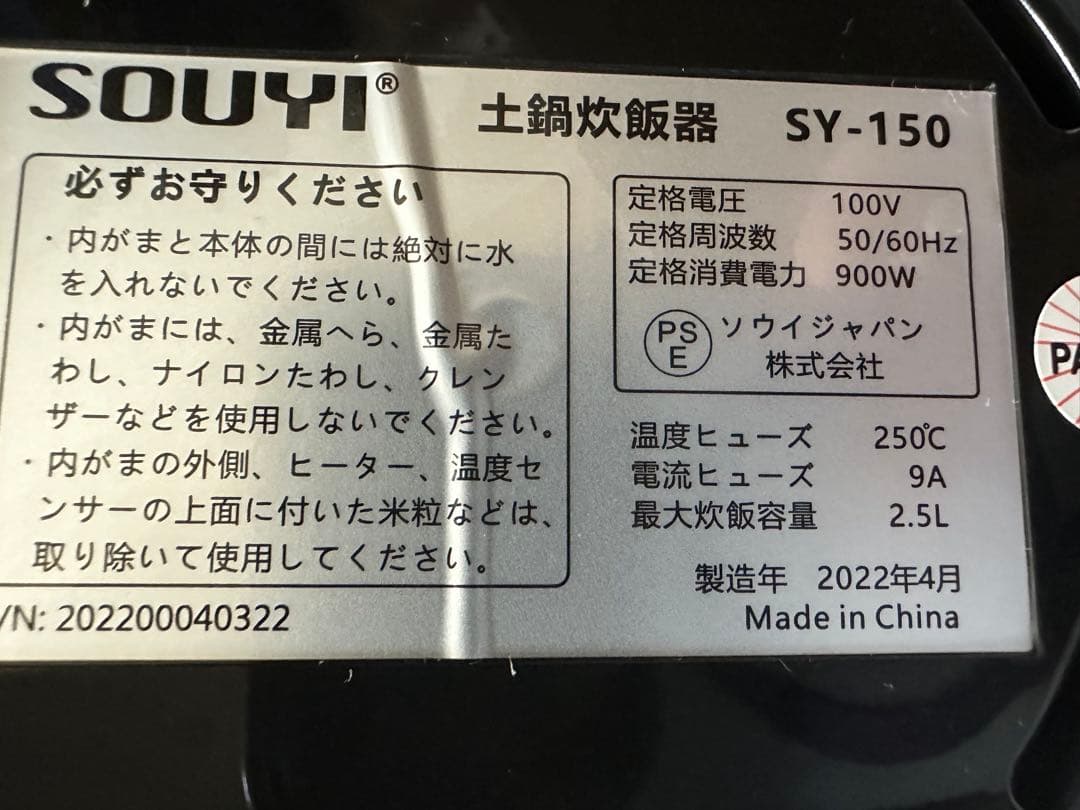 SOUYI® 土鍋炊飯器 SY-150
必ずお守りください
・内がまと本体の間には絶対に水
を入れないでください。
・内がまには、金属へら、金属た
わし、ナイロンたわし、クレン
ザーなどを使用しないでください。
・内がまの外側、ヒーター、温度セ
ンサーの上面に付いた米粒などは、
取り除いて使用してください。
/N: 202200040322
定格電圧 100V
定格周波数 50/60Hz
定格消費電力 900W
PS
E
ソウイジャパン
株式会社
温度ヒューズ 250℃
電流ヒューズ 9A
最大炊飯容量 2.5L
製造年 2022年4月
Made in China
PA